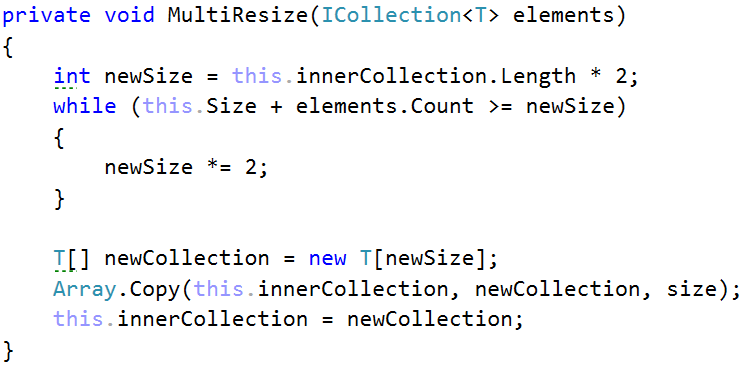 private void MultiResize(ICollection<T> elements)
{
    int newSize = this.innerCollection.Length * 2;
    while (this.Size + elements.Count >= newSize)
    {
        newSize *= 2;
    }

    T[] newCollection = new T[newSize];
    Array.Copy(this.innerCollection, newCollection, size);
    this.innerCollection = newCollection;
}